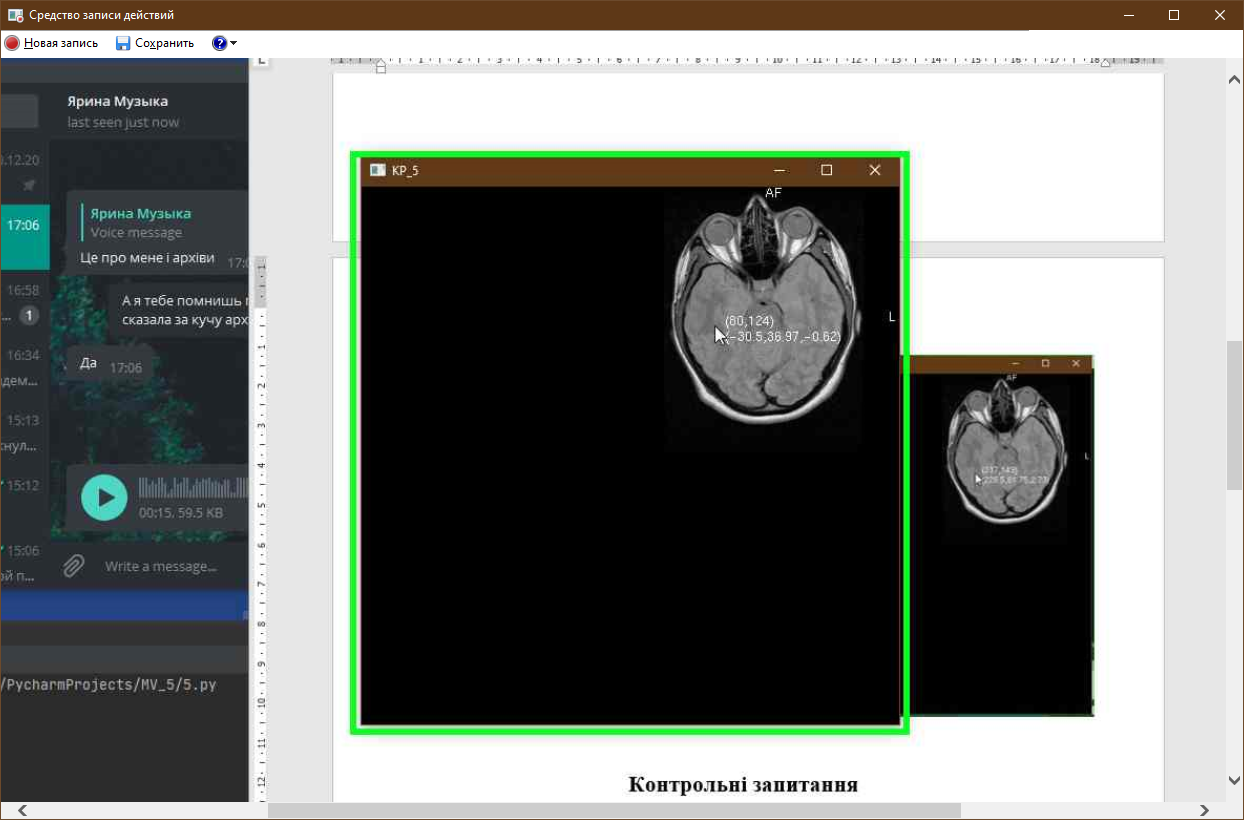 Средство записи действий
Новая запись
Сохранить
Ярина Музыка
last seen just now
17:06
Ярина Музыка
Voice message
Це про мене і архіви
16:58
А я тебе помнишь
сказала за кучу арх
1
16:34
Да
17:06
15:13
15:12
00:15, 59.5 KB
15:06
Write a message...
/PycharmProjects/MV_5/5.py
KP_5
AF
L
(80,124)
(-30.5,36.97,-0.62)
AF
L
Контрольні запитання